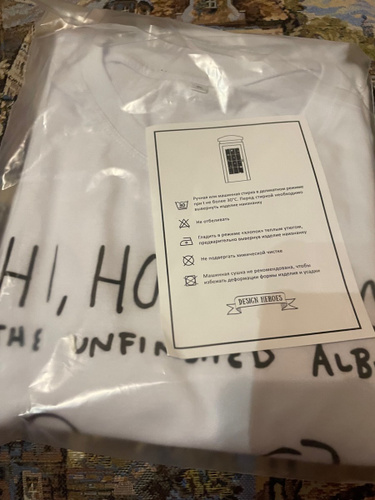 Ручная или машинная стирка в деликатном режиме
при t не более 30°С. Перед стиркой необходимо
вывернуть изделие наизнанку
Не отбеливать
Гладить в режиме «хлопок» теплым утюгом,
предварительно вывернув изделие наизнанку
Не подвергать химической чистке
Машинная сушка не рекомендована, чтобы
избежать деформации формы изделия и усадки
DESIGN HEROES
HI,
THE ALB